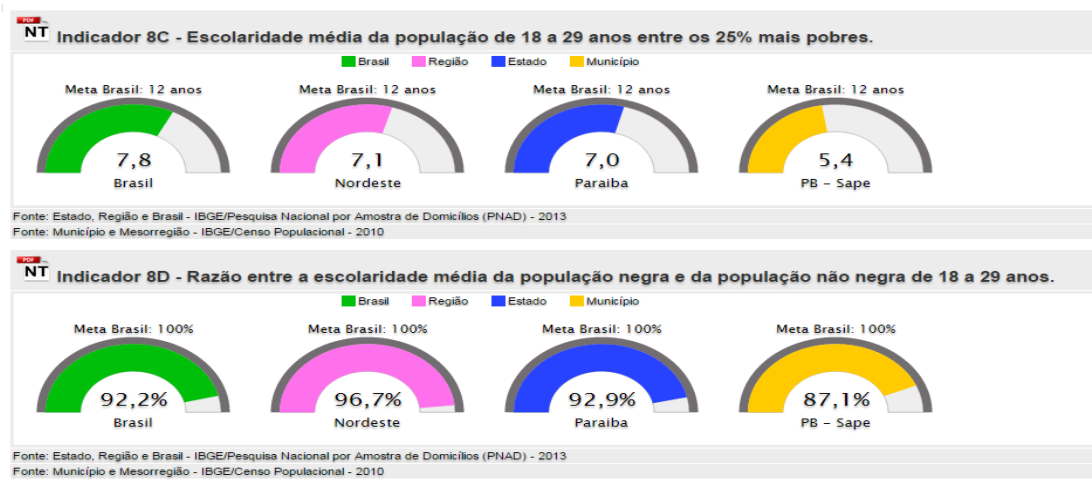 PDF
NT Indicador 8C - Escolaridade média da população de 18 a 29 anos entre os 25% mais pobres.
Brasil Região Estado Município
Meta Brasil: 12 anos Meta Brasil: 12 anos Meta Brasil: 12 anos Meta Brasil: 12 anos
7,8 7,1 7,0 5,4
Brasil Nordeste Paraiba PB - Sape
Fonte: Estado, Região e Brasil - IBGE/Pesquisa Nacional por Amostra de Domicílios (PNAD) - 2013
Fonte: Município e Mesorregião - IBGE/Censo Populacional - 2010
PDF
NT Indicador 8D - Razão entre a escolaridade média da população negra e da população não negra de 18 a 29 anos.
Brasil Região Estado Município
Meta Brasil: 100% Meta Brasil: 100% Meta Brasil: 100% Meta Brasil: 100%
92,2% 96,7% 92,9% 87,1%
Brasil Nordeste Paraiba PB - Sape
Fonte: Estado, Região e Brasil - IBGE/Pesquisa Nacional por Amostra de Domicílios (PNAD) - 2013
Fonte: Município e Mesorregião - IBGE/Censo Populacional - 2010